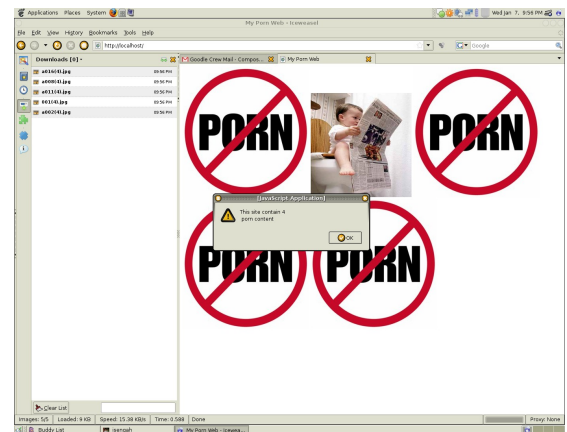 Applications Places System
Wed Jan 7, 9:56 PM
My Porn Web - Iceweasel
File Edit View History Bookmarks Tools Help
http://localhost/
Google
Downloads [0] -
Goodle Crew Mail - Compos...
My Porn Web
a016(4).jpg 09:56 PM
a008(4).jpg 09:56 PM
a011(4).jpg 09:56 PM
001(4).jpg 09:56 PM
a002(4).jpg 09:56 PM
PORN
PORN
[JavaScript Application]
This site contain 4
porn content
OK
PORN
PORN
Clear List
Images: 5/5 Loaded: 9 KB Speed: 15.38 KB/s Time: 0.588 Done
Proxy: None
Buddy List
My Porn Web - Icewea...